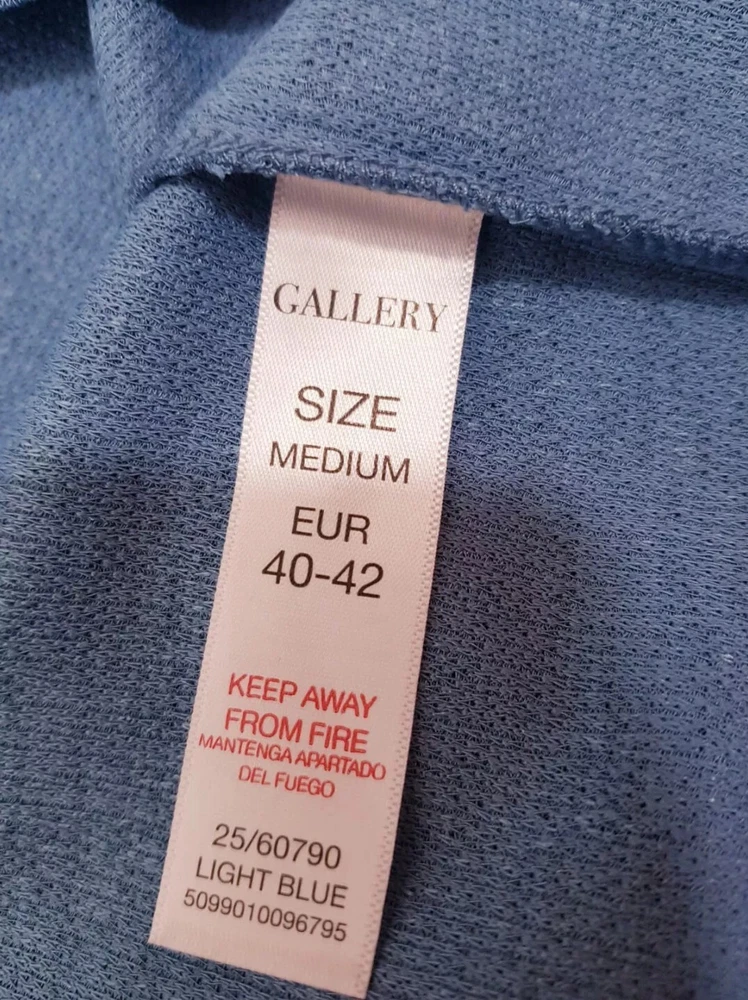 GALLERY
SIZE
MEDIUM
EUR
40-42
KEEP AWAY
FROM FIRE
MANTENGA APARTADO
DEL FUEGO
25/60790
LIGHT BLUE
5099010096795